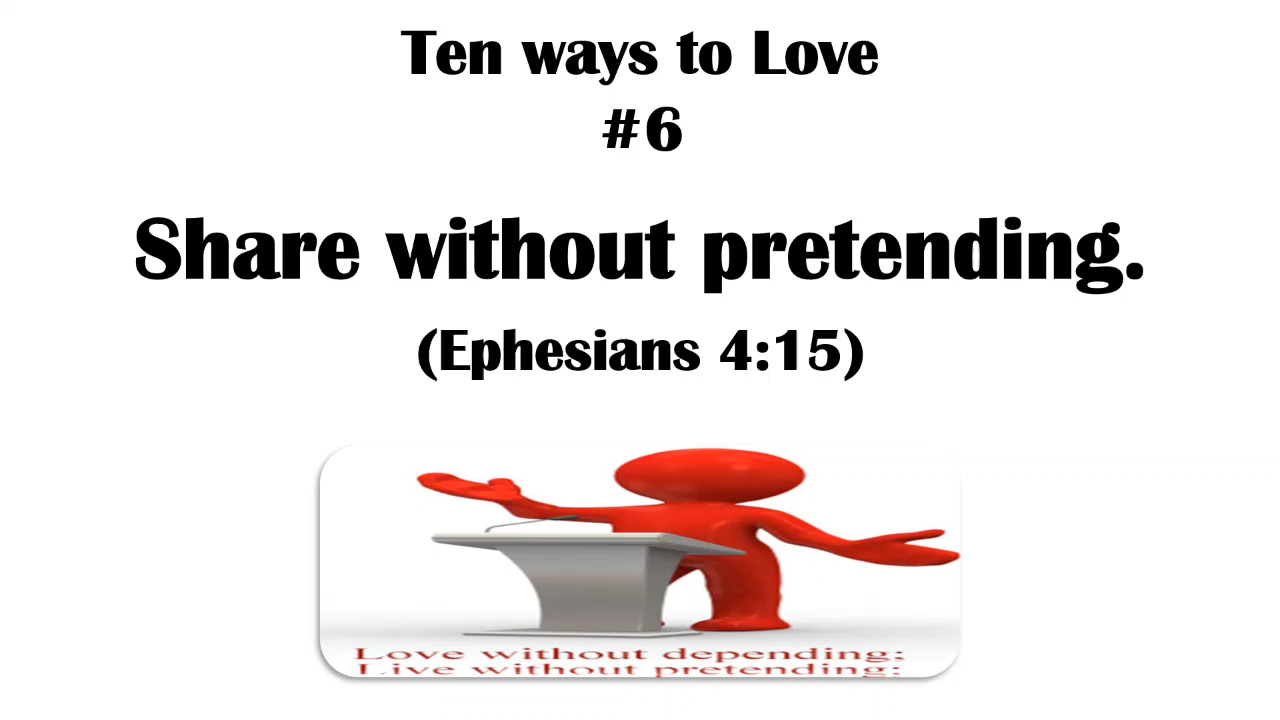 Ten ways to Love
#6
Share without pretending.
(Ephesians 4:15)
Love without depending;
Live without pretending;